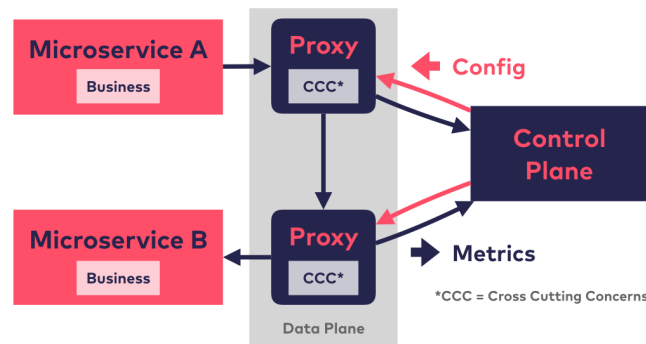 Microservice A
Business
Proxy
CCC*
Config
Control
Plane
Microservice B
Business
Proxy
CCC*
Metrics
*CCC = Cross Cutting Concerns
Data Plane